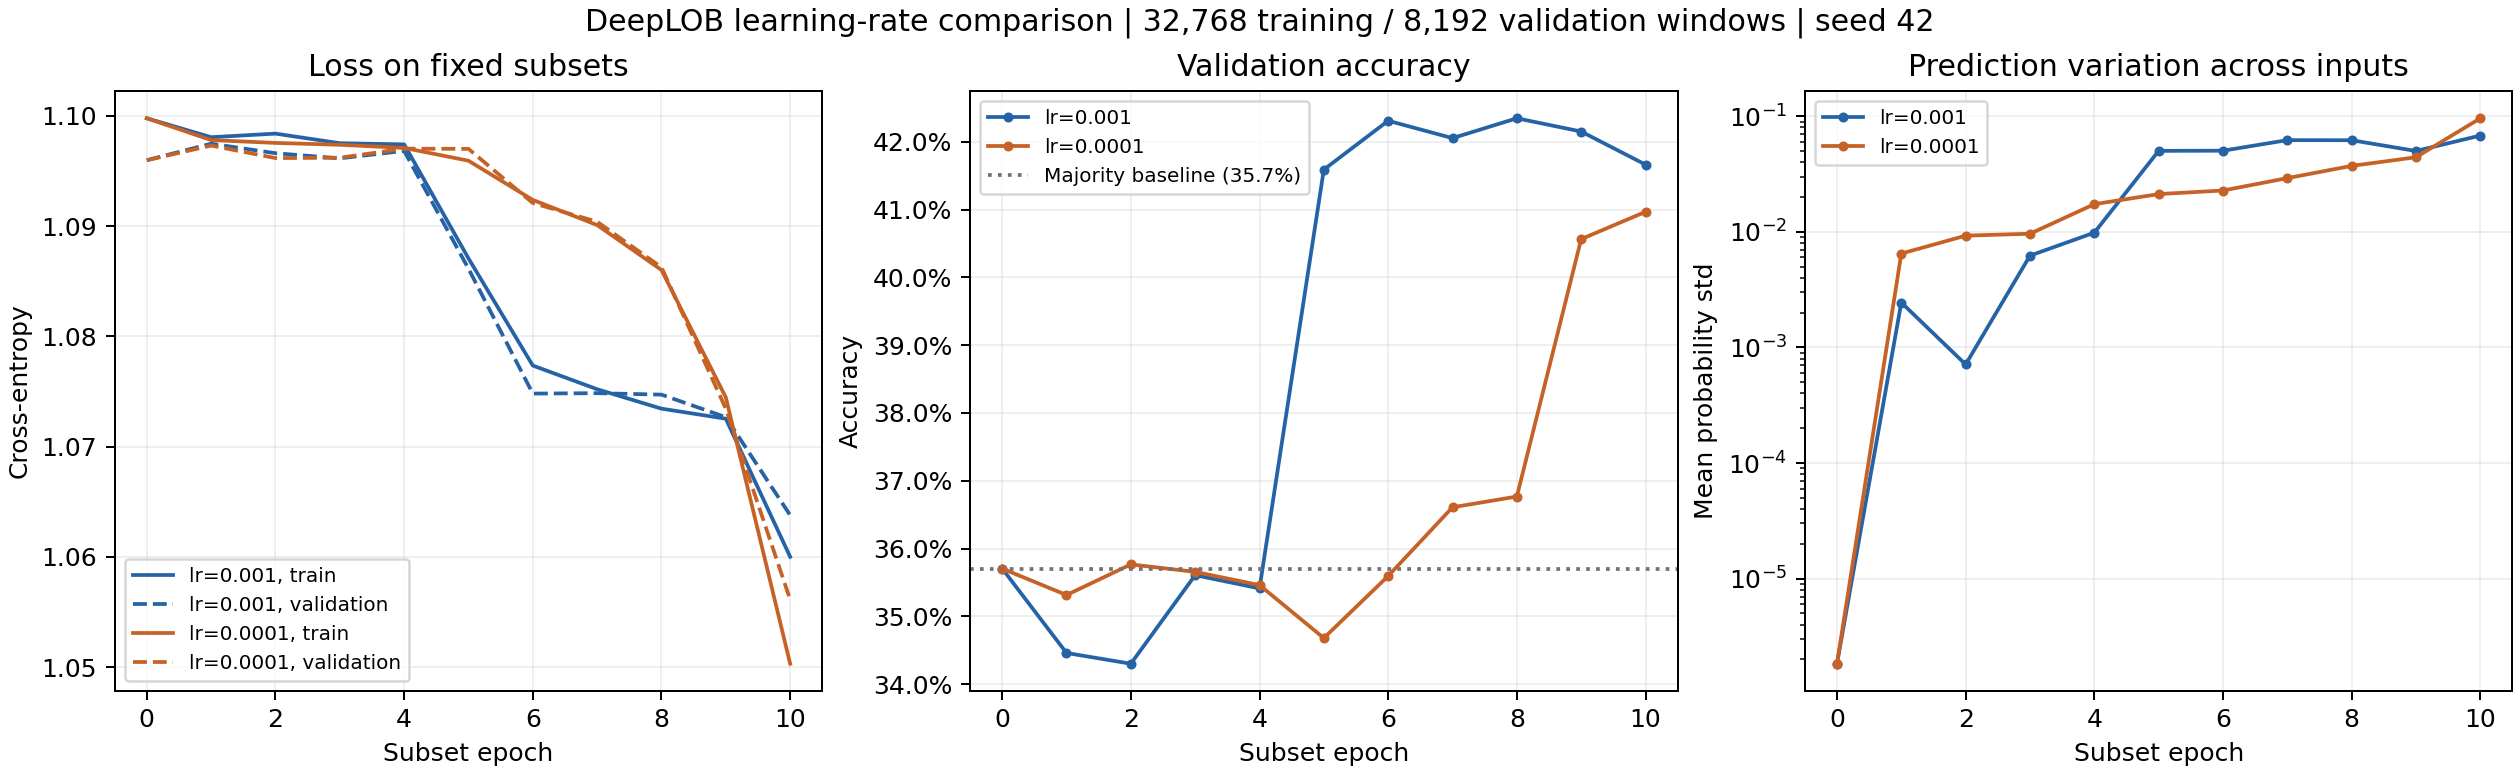 DeepLOB learning-rate comparison | 32,768 training / 8,192 validation windows | seed 42
Loss on fixed subsets
Cross-entropy
1.10
1.09
1.08
1.07
1.06
1.05
lr=0.001, train
lr=0.001, validation
lr=0.0001, train
lr=0.0001, validation
0 2 4 6 8 10
Subset epoch
Validation accuracy
Accuracy
42.0%
41.0%
40.0%
39.0%
38.0%
37.0%
36.0%
35.0%
34.0%
lr=0.001
lr=0.0001
Majority baseline (35.7%)
0 2 4 6 8 10
Subset epoch
Prediction variation across inputs
Mean probability std
10⁻¹
10⁻²
10⁻³
10⁻⁴
10⁻⁵
lr=0.001
lr=0.0001
0 2 4 6 8 10
Subset epoch